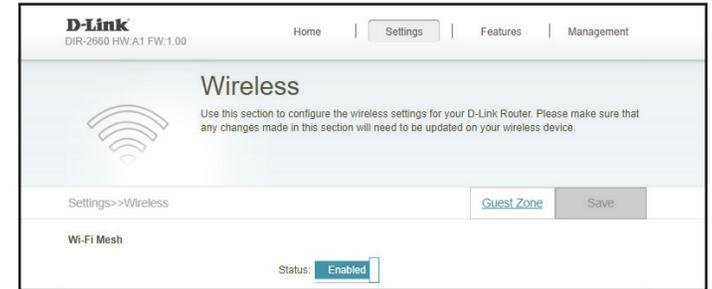 D-Link
DIR-2660 HW:A1 FW:1.00
Home | Settings | Features | Management
Wireless
Use this section to configure the wireless settings for your D-Link Router. Please make sure that
any changes made in this section will need to be updated on your wireless device.
Settings>>Wireless
Guest Zone
Save
Wi-Fi Mesh
Status: Enabled